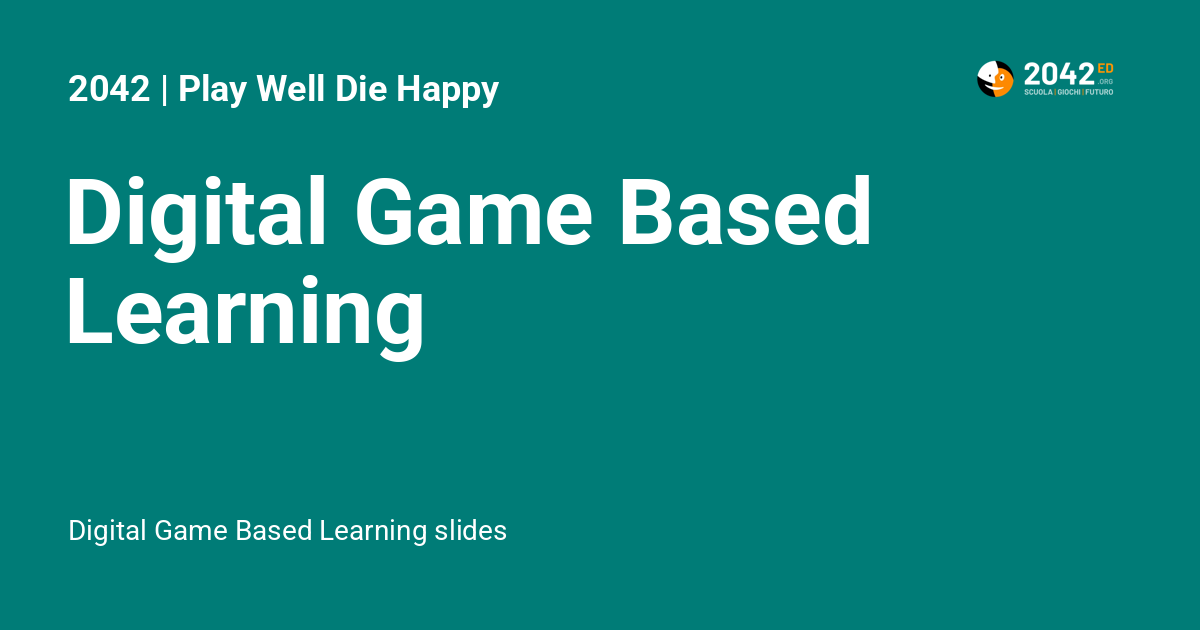 2042 | Play Well Die Happy
2042 ED
.ORG
SCUOLA | GIOCHI | FUTURO
Digital Game Based
Learning
Digital Game Based Learning slides